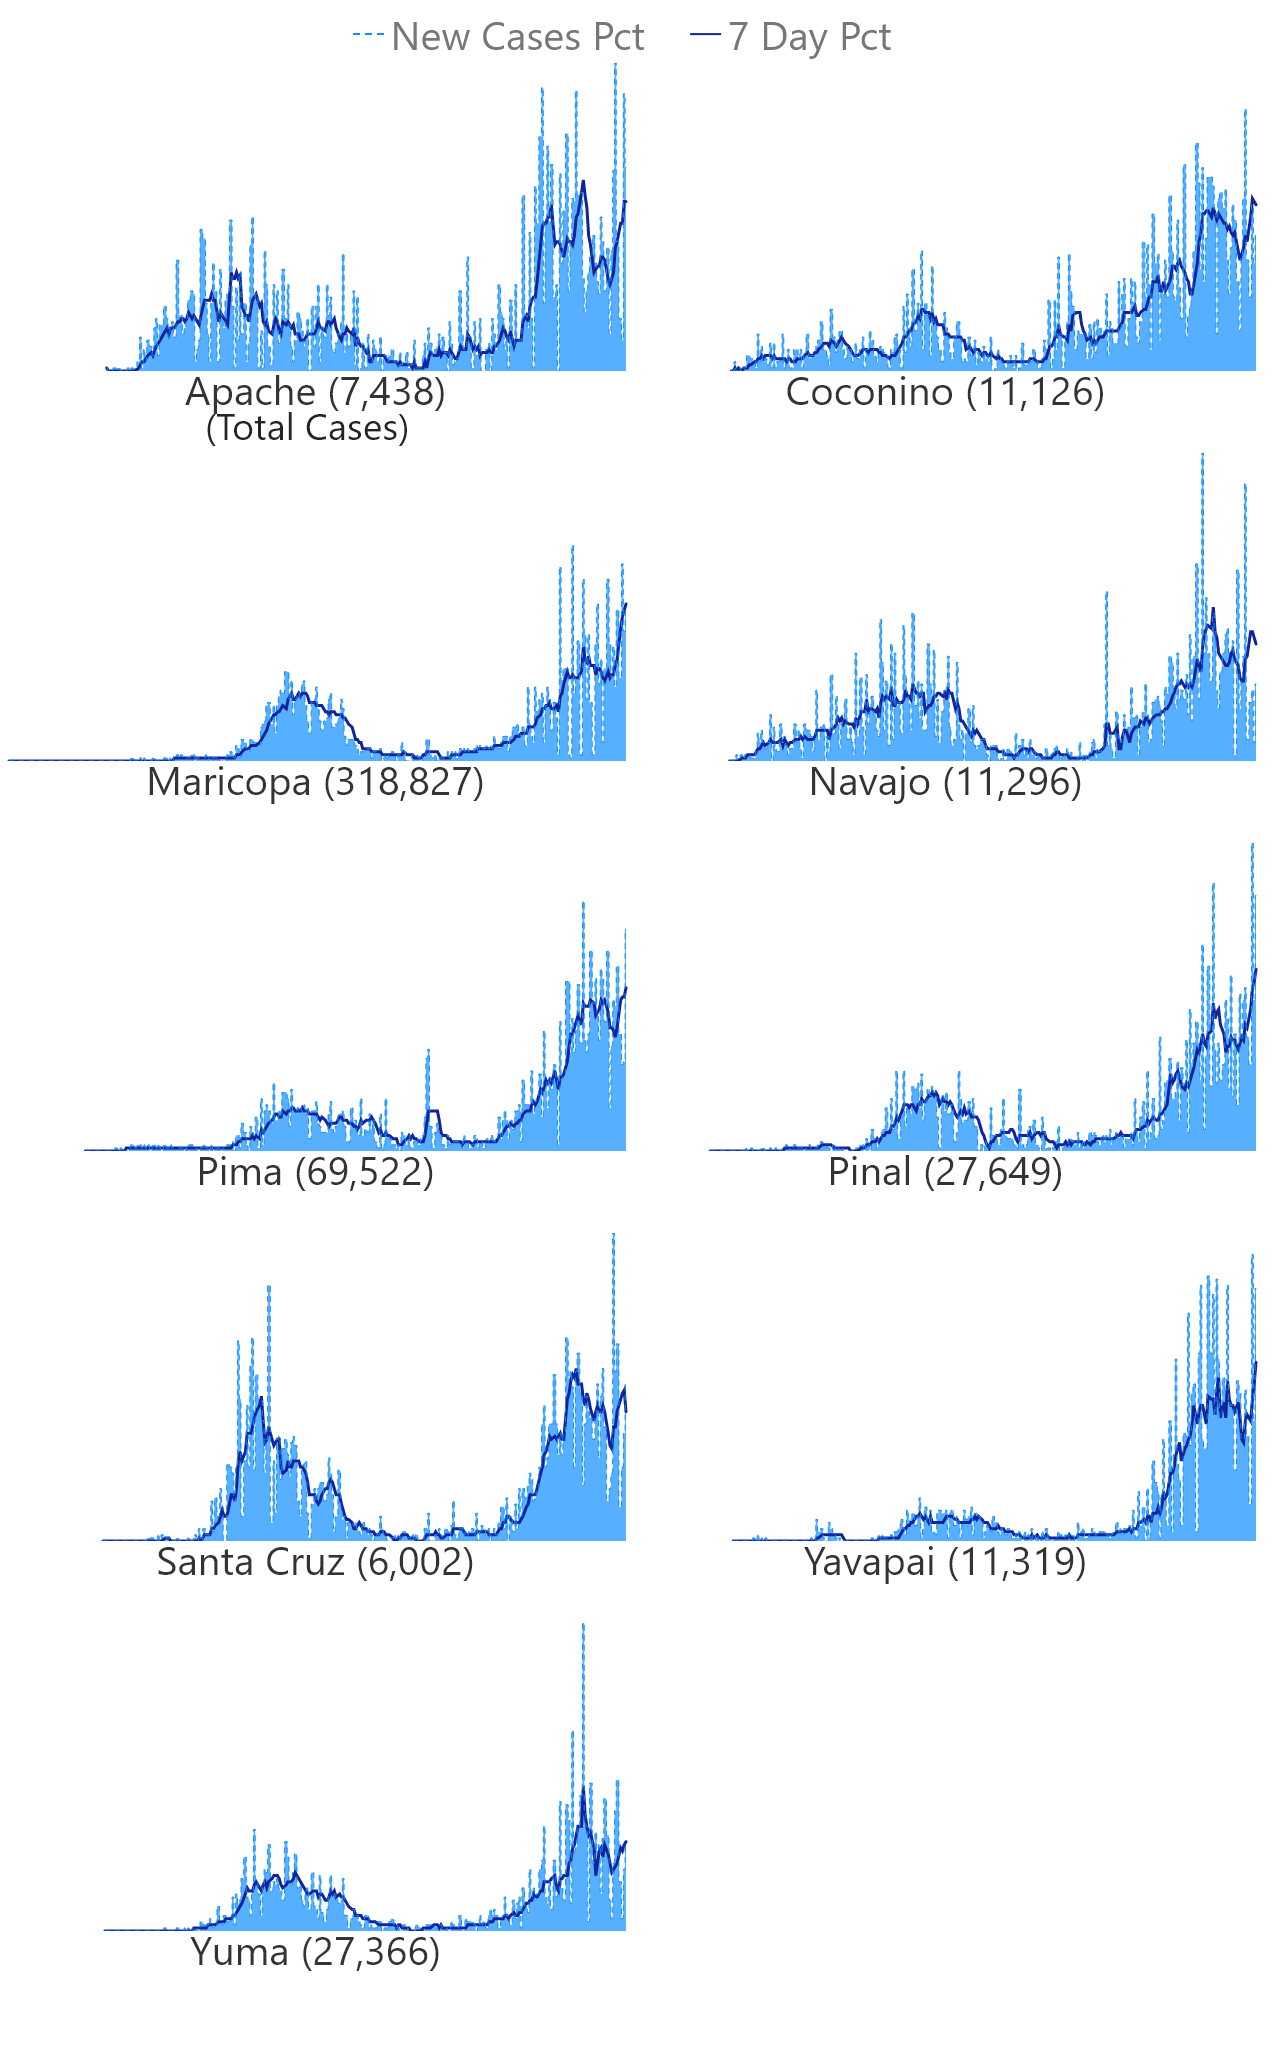 New Cases Pct 7 Day Pct
Apache (7,438) Coconino (11,126)
(Total Cases)
Maricopa (318,827) Navajo (11,296)
Pima (69,522) Pinal (27,649)
Santa Cruz (6,002) Yavapai (11,319)
Yuma (27,366)